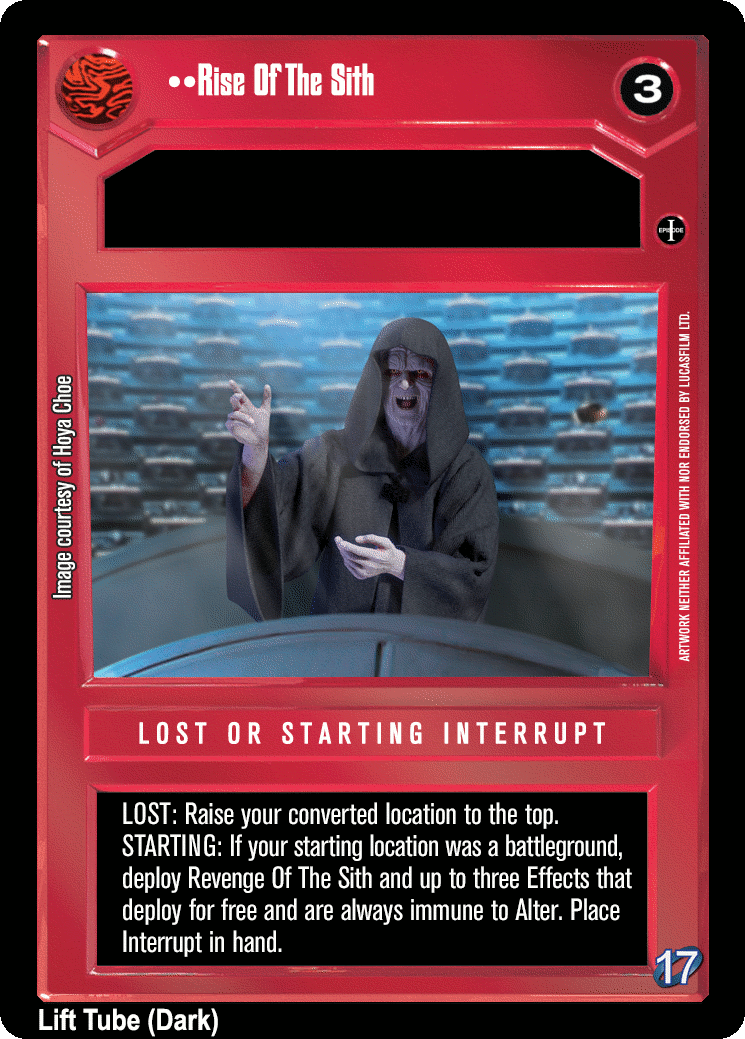 ••Rise Of The Sith
3
EPISODE I
Image courtesy of Hoya Choe
ARTWORK NEITHER AFFILIATED WITH NOR ENDORSED BY LUCASFILM LTD.
LOST OR STARTING INTERRUPT
LOST: Raise your converted location to the top.
STARTING: If your starting location was a battleground,
deploy Revenge Of The Sith and up to three Effects that
deploy for free and are always immune to Alter. Place
Interrupt in hand.
17
Lift Tube (Dark)